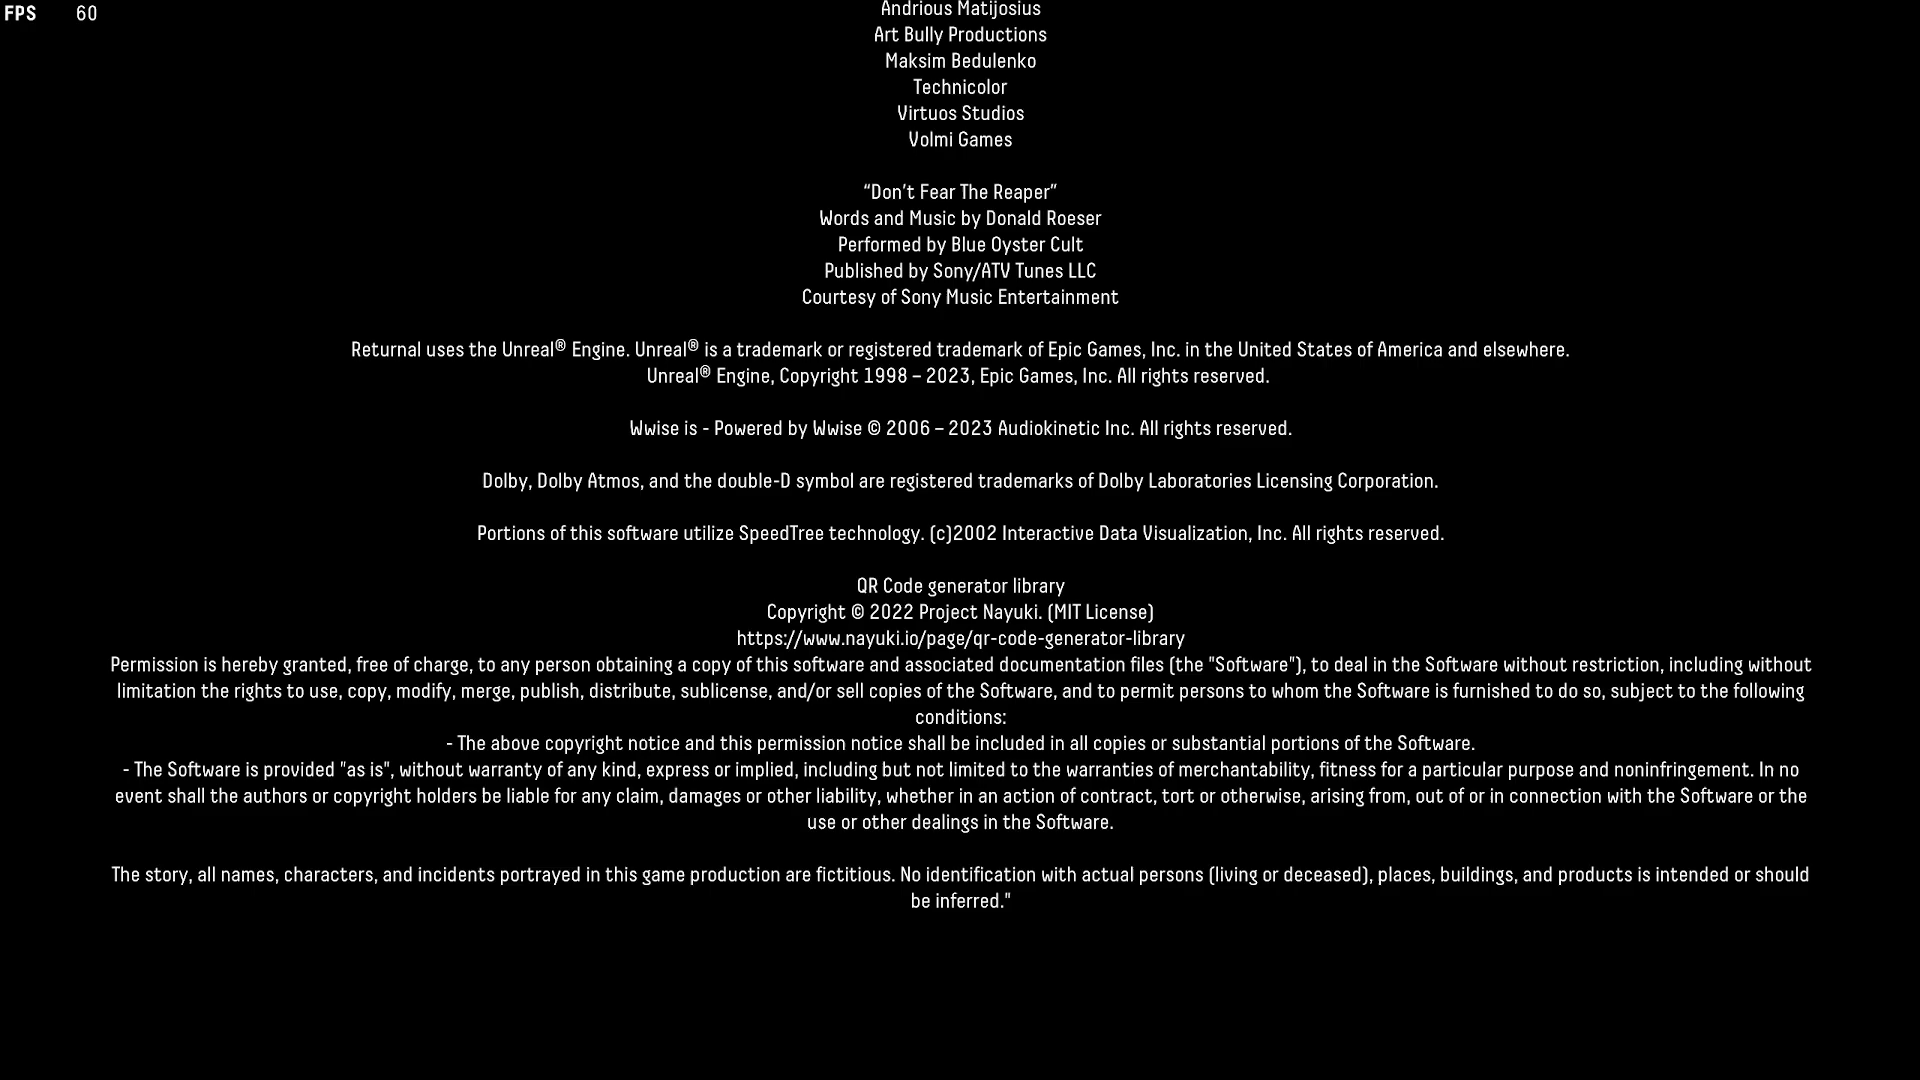 FPS 60
Andrious Matijosius
Art Bully Productions
Maksim Bedulenko
Technicolor
Virtuos Studios
Volmi Games
“Don’t Fear The Reaper”
Words and Music by Donald Roeser
Performed by Blue Oyster Cult
Published by Sony/ATV Tunes LLC
Courtesy of Sony Music Entertainment
Returnal uses the Unreal® Engine. Unreal® is a trademark or registered trademark of Epic Games, Inc. in the United States of America and elsewhere.
Unreal® Engine, Copyright 1998 – 2023, Epic Games, Inc. All rights reserved.
Wwise is - Powered by Wwise © 2006 – 2023 Audiokinetic Inc. All rights reserved.
Dolby, Dolby Atmos, and the double-D symbol are registered trademarks of Dolby Laboratories Licensing Corporation.
Portions of this software utilize SpeedTree technology. (c)2002 Interactive Data Visualization, Inc. All rights reserved.
QR Code generator library
Copyright © 2022 Project Nayuki. (MIT License)
https://www.nayuki.io/page/qr-code-generator-library
Permission is hereby granted, free of charge, to any person obtaining a copy of this software and associated documentation files (the "Software"), to deal in the Software without restriction, including without
limitation the rights to use, copy, modify, merge, publish, distribute, sublicense, and/or sell copies of the Software, and to permit persons to whom the Software is furnished to do so, subject to the following
conditions:
- The above copyright notice and this permission notice shall be included in all copies or substantial portions of the Software.
- The Software is provided "as is", without warranty of any kind, express or implied, including but not limited to the warranties of merchantability, fitness for a particular purpose and noninfringement. In no
event shall the authors or copyright holders be liable for any claim, damages or other liability, whether in an action of contract, tort or otherwise, arising from, out of or in connection with the Software or the
use or other dealings in the Software.
The story, all names, characters, and incidents portrayed in this game production are fictitious. No identification with actual persons (living or deceased), places, buildings, and products is intended or should
be inferred."